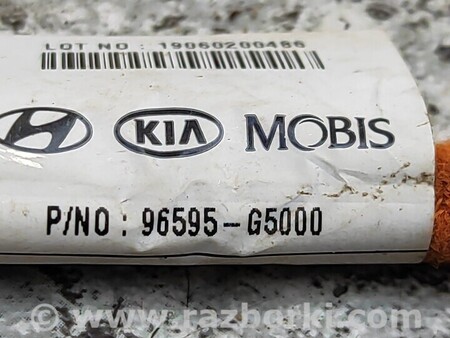 LOT NO : 19060200486
KIA MOBIS
P/NO : 96595-G5000
© www.razborki.com